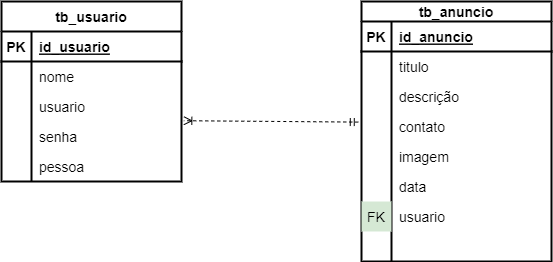 tb_usuario
PK id_usuario
nome
usuario
senha
pessoa
tb_anuncio
PK id_anuncio
titulo
descrição
contato
imagem
data
FK usuario